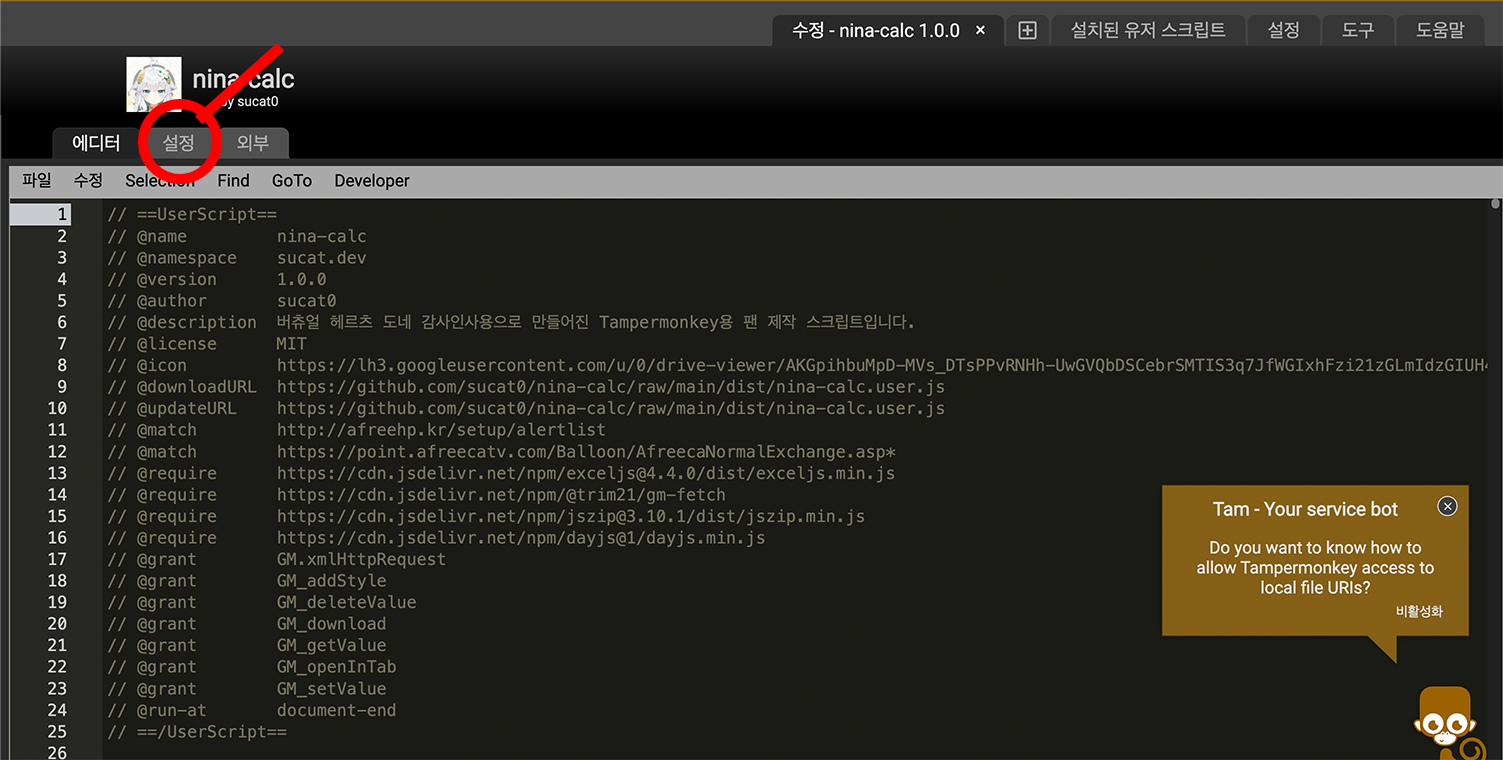 수정 - nina-calc 1.0.0 × 설치된 유저 스크립트 설정 도구 도움말
nina-calc
by sucat0
에디터 설정 외부
파일 수정 Selection Find GoTo Developer
1 // ==UserScript==
2 // @name nina-calc
3 // @namespace sucat.dev
4 // @version 1.0.0
5 // @author sucat0
6 // @description 버츄얼 헤르츠 도네 감사인사용으로 만들어진 Tampermonkey용 팬 제작 스크립트입니다.
7 // @license MIT
8 // @icon https://lh3.googleusercontent.com/u/0/drive-viewer/AKGpihbuMpD-MVs_DTsPPvRNHh-UwGVQbDSCebrSMTIS3q7JfWGIxhFzi21zGLmIdzGIUH4
9 // @downloadURL https://github.com/sucat0/nina-calc/raw/main/dist/nina-calc.user.js
10 // @updateURL https://github.com/sucat0/nina-calc/raw/main/dist/nina-calc.user.js
11 // @match http://afreehp.kr/setup/alertlist
12 // @match https://point.afreecatv.com/Balloon/AfreecaNormalExchange.asp*
13 // @require https://cdn.jsdelivr.net/npm/exceljs@4.4.0/dist/exceljs.min.js
14 // @require https://cdn.jsdelivr.net/npm/@trim21/gm-fetch
15 // @require https://cdn.jsdelivr.net/npm/jszip@3.10.1/dist/jszip.min.js
16 // @require https://cdn.jsdelivr.net/npm/dayjs@1/dayjs.min.js
17 // @grant GM.xmlHttpRequest
18 // @grant GM_addStyle
19 // @grant GM_deleteValue
20 // @grant GM_download
21 // @grant GM_getValue
22 // @grant GM_openInTab
23 // @grant GM_setValue
24 // @run-at document-end
25 // ==/UserScript==
26
Tam - Your service bot
Do you want to know how to
allow Tampermonkey access to
local file URIs?
비활성화